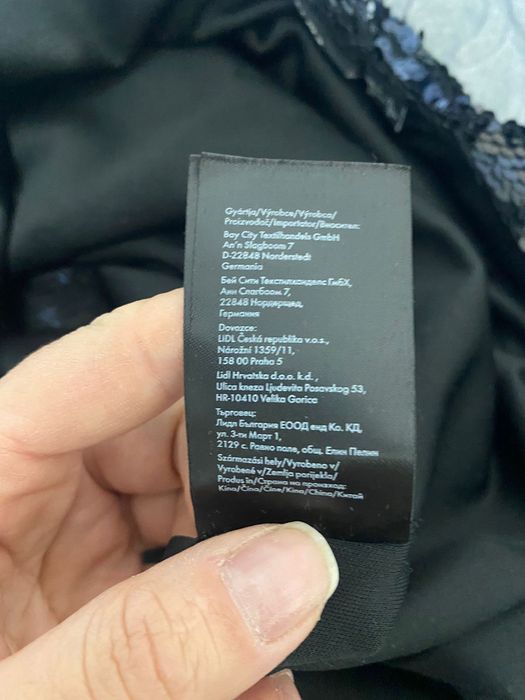 Gyártja/Výrobce/Výrobca/
Proizvođač/Importator/Вносител:
Bay City Textilhandels GmbH
An'n Slagboom 7
D-22848 Norderstedt
Germania
Бей Сити Текстилханделс ГмбХ,
Анн Слагбоом 7,
22848 Нордерщед,
Германия
Dovozce:
LIDL Česká republika v.o.s.,
Nárožní 1359/11,
158 00 Praha 5
Lidl Hrvatska d.o.o. k.d.,
Ulica kneza Ljudevita Posavskog 53,
HR-10410 Velika Gorica
Търговец:
Лидл България ЕООД енд Ко. КД,
ул. 3-ти Март 1,
2129 с. Равно поле, общ. Елин Пелин
Származási hely/Vyrobeno v/
Vyrobené v/Zemlja porijekla/
Produs in/Страна на произход:
Kína/Čína/Čína/Kina/China/Китай